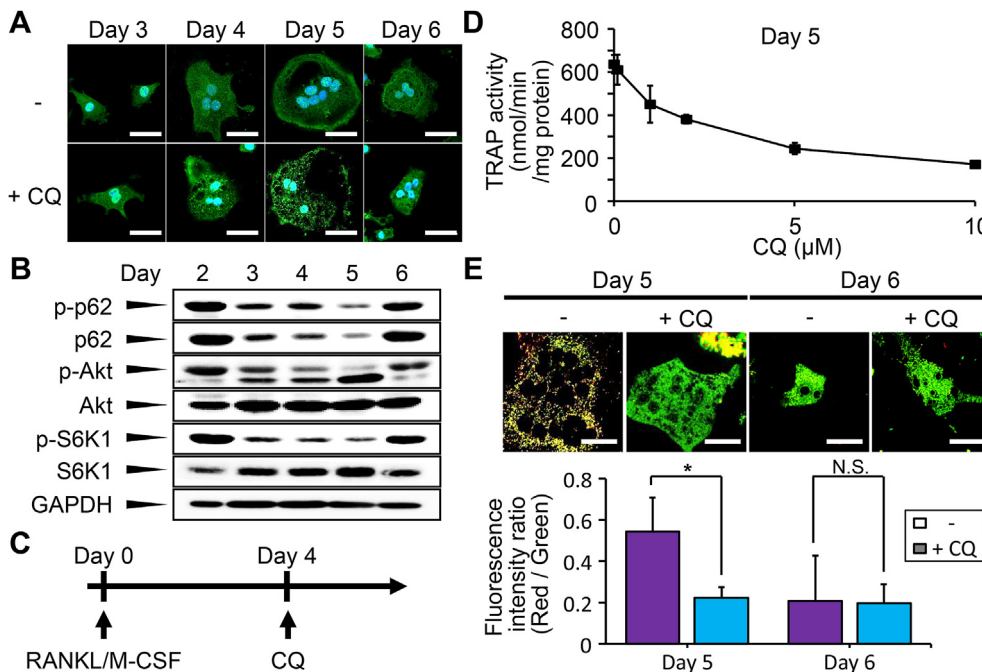 A
Day 3 Day 4 Day 5 Day 6
-
+ CQ
B
Day 2 3 4 5 6
p-p62
p62
p-Akt
Akt
p-S6K1
S6K1
GAPDH
C
Day 0 Day 4
RANKL/M-CSF CQ
D
Day 5
TRAP activity
(nmol/min
/mg protein)
800
600
400
200
0
0 5 10
CQ (μM)
E
Day 5 Day 6
- + CQ - + CQ
* N.S.
Fluorescence
intensity ratio
(Red / Green)
0.8
0.6
0.4
0.2
0
-
+ CQ
Day 5 Day 6